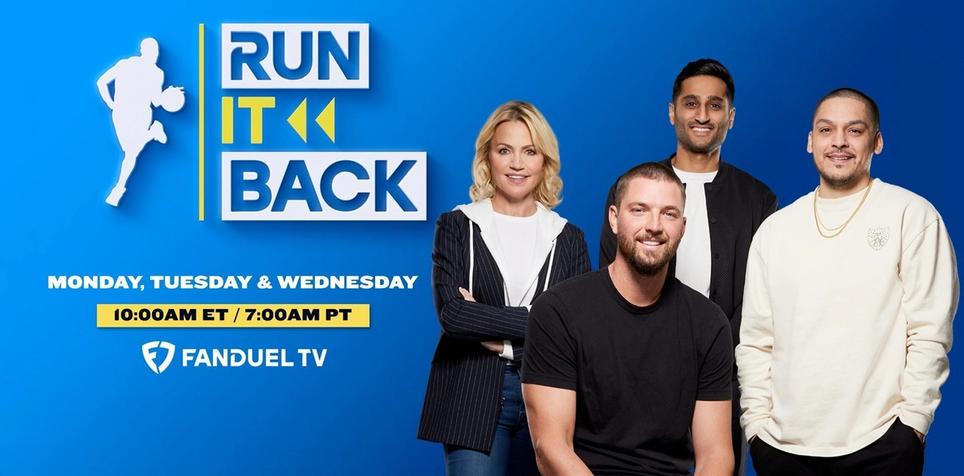 RUN
IT
BACK
MONDAY, TUESDAY & WEDNESDAY
10:00AM ET / 7:00AM PT
FANDUEL TV